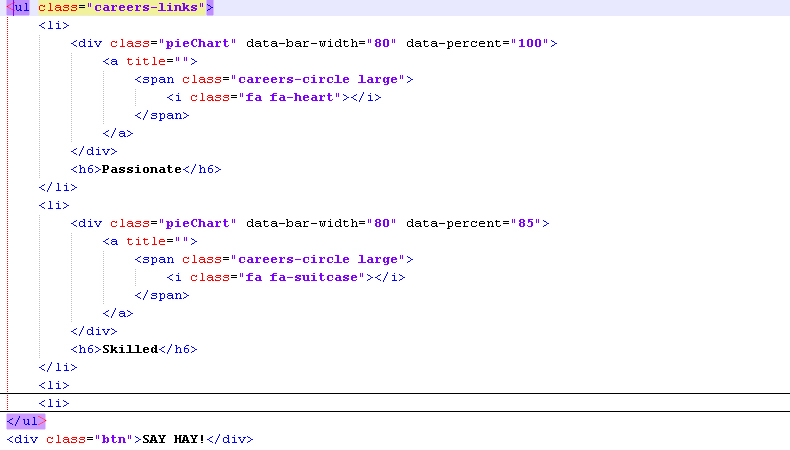 <ul class="careers-links">
<li>
<div class="pieChart" data-bar-width="80" data-percent="100">
<a title="">
<span class="careers-circle large">
<i class="fa fa-heart"></i>
</span>
</a>
</div>
<h6>Passionate</h6>
</li>
<li>
<div class="pieChart" data-bar-width="80" data-percent="85">
<a title="">
<span class="careers-circle large">
<i class="fa fa-suitcase"></i>
</span>
</a>
</div>
<h6>Skilled</h6>
</li>
<li>
<li>
</ul>
<div class="btn">SAY HAY!</div>